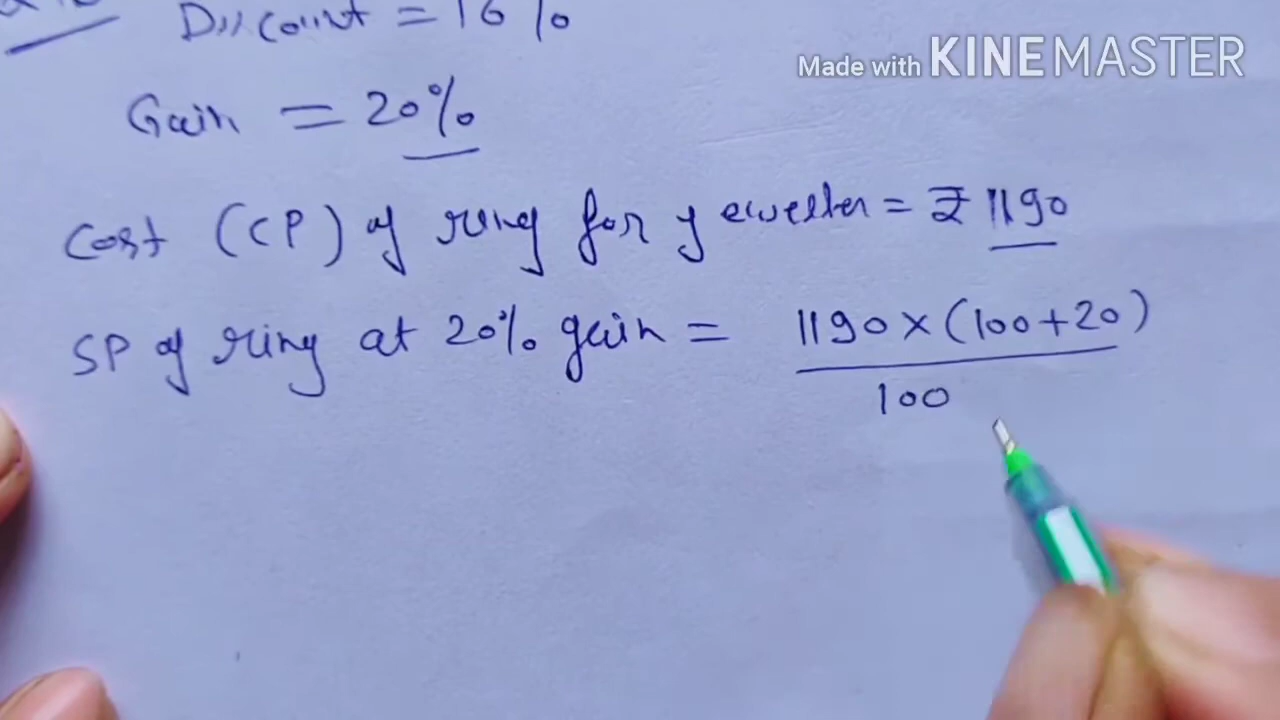 Discount = 16%
Made with KINEMASTER
Gain = 20%
Cost (CP) of ring for jeweller = ₹ 1190
SP of ring at 20% gain = 1190 × (100+20)
100